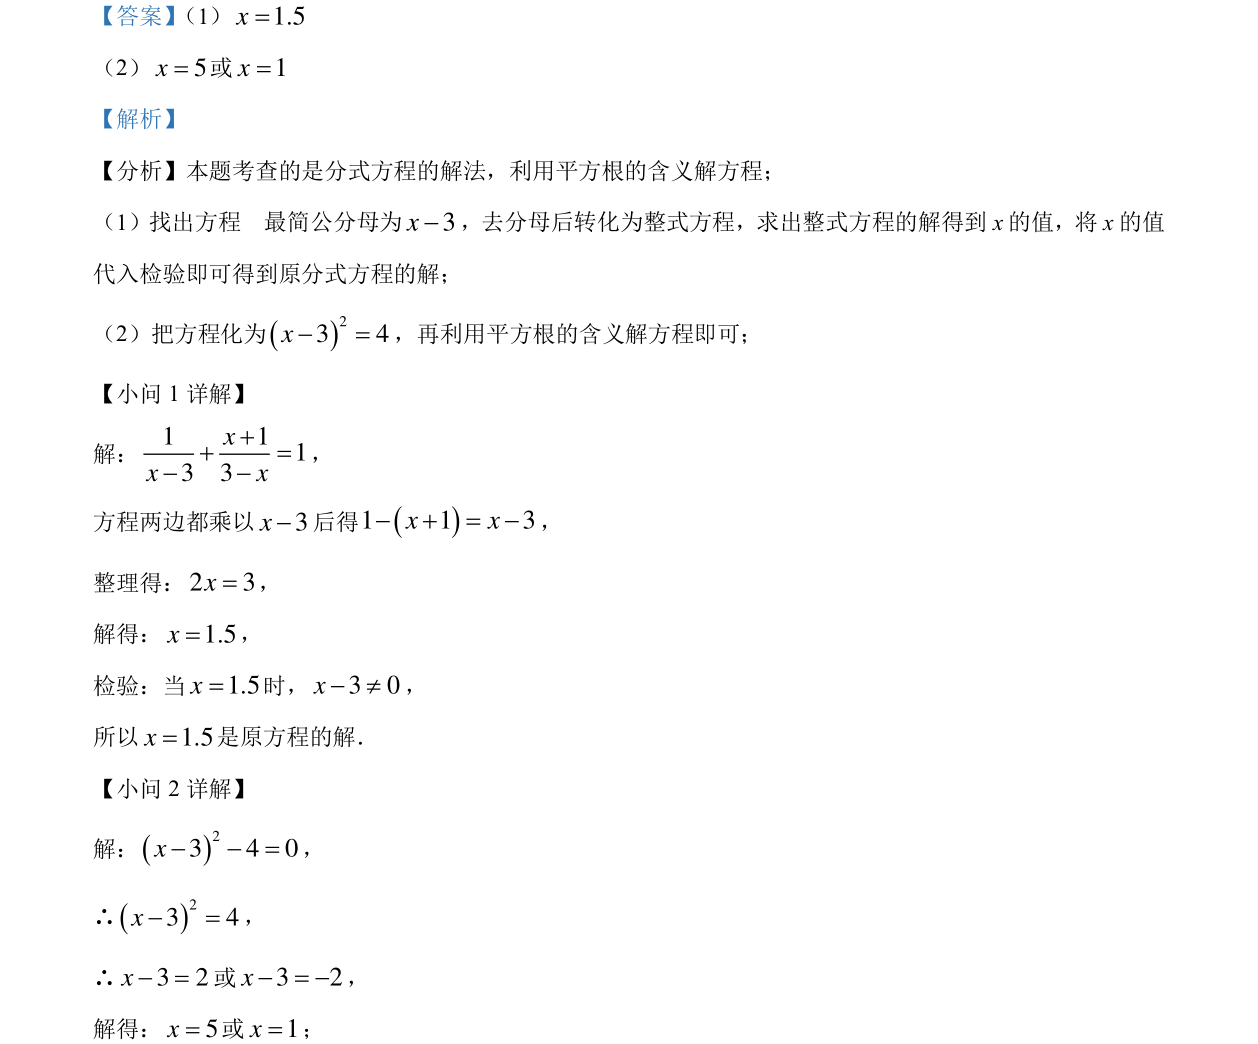 【答案】（1）x＝1.5
（2）x＝5或x＝1
【解析】
【分析】本题考查的是分式方程的解法，利用平方根的含义解方程；
（1）找出方程　最简公分母为x－3，去分母后转化为整式方程，求出整式方程的解得到x的值，将x的值
代入检验即可得到原分式方程的解；
（2）把方程化为(x－3)²＝4，再利用平方根的含义解方程即可；
【小问1详解】
解：1/(x－3)＋(x＋1)/(3－x)＝1，
方程两边都乘以x－3后得1－(x＋1)＝x－3，
整理得：2x＝3，
解得：x＝1.5，
检验：当x＝1.5时，x－3≠0，
所以x＝1.5是原方程的解．
【小问2详解】
解：(x－3)²－4＝0，
∴(x－3)²＝4，
∴x－3＝2或x－3＝－2，
解得：x＝5或x＝1；